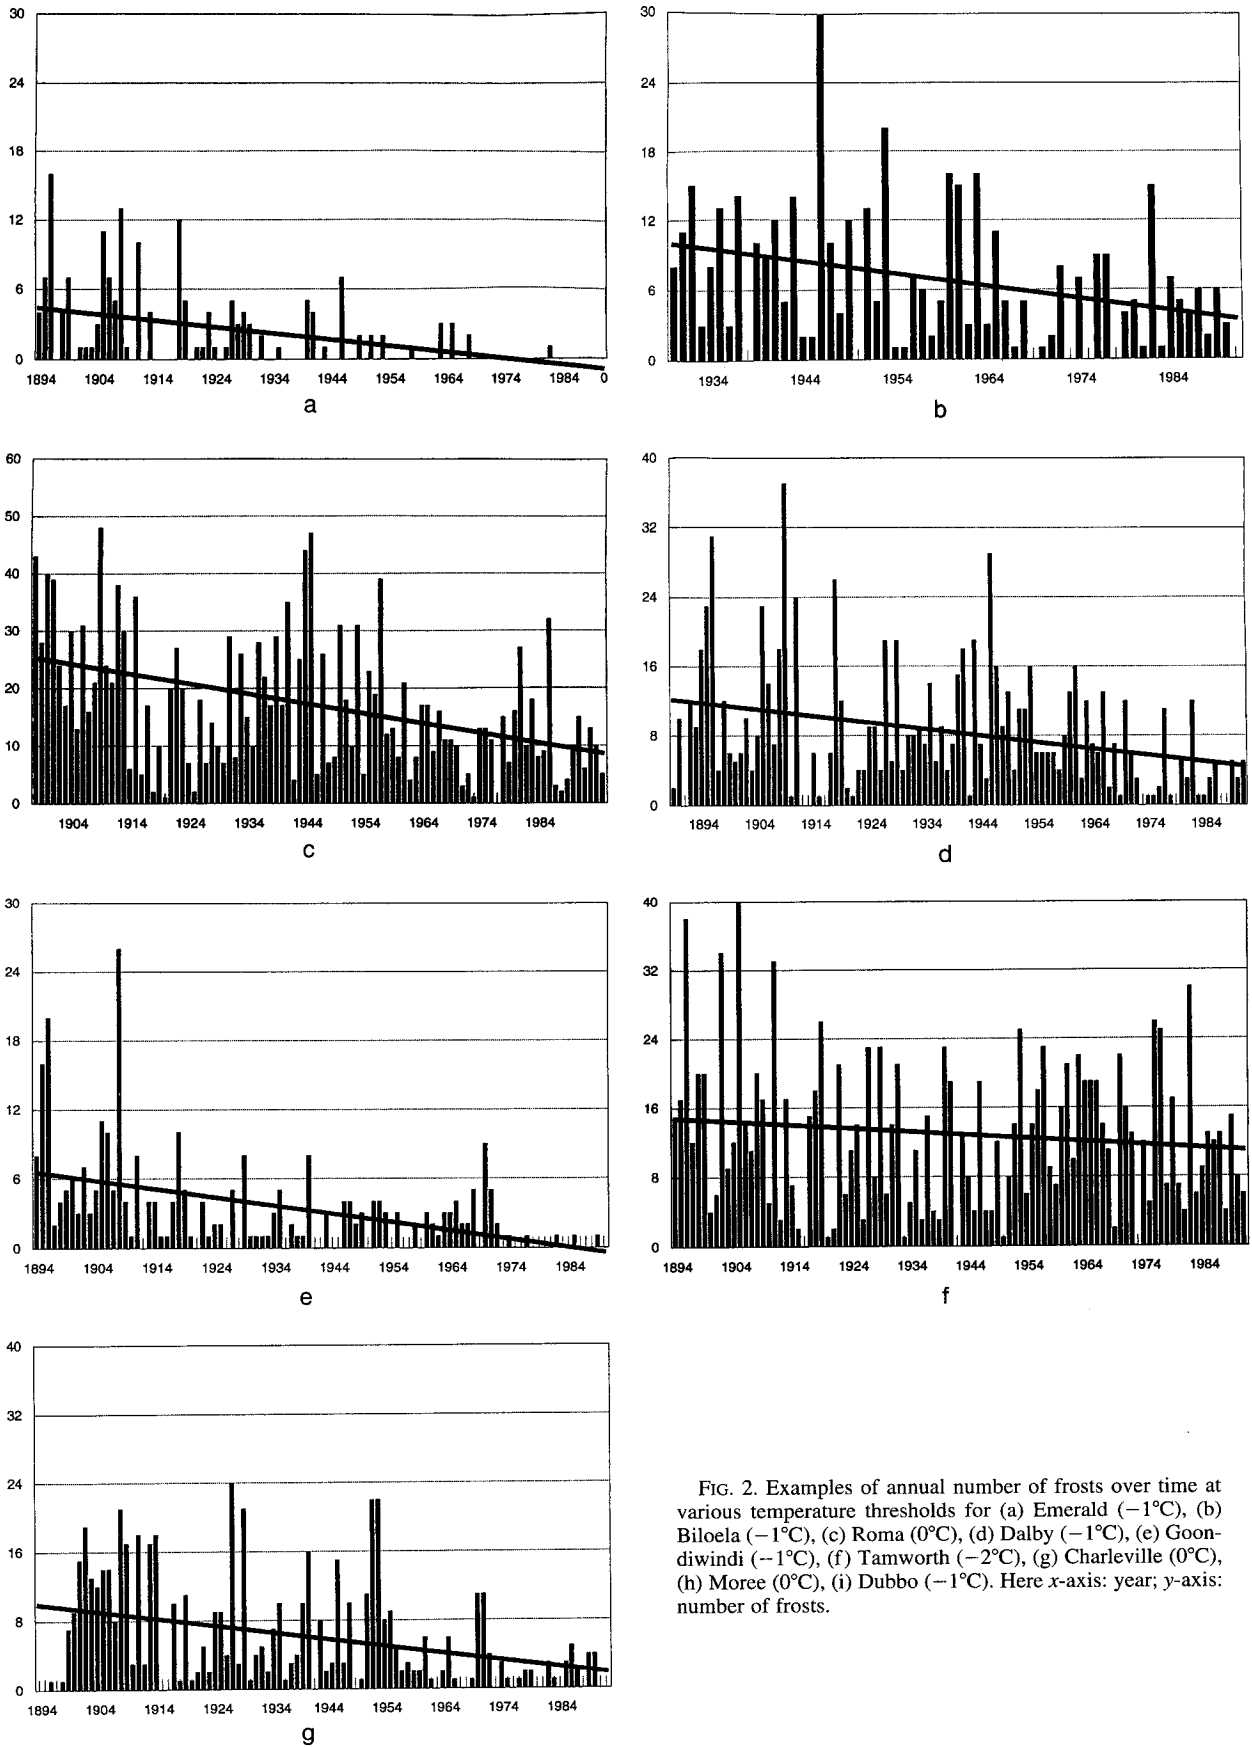 30
24
18
12
6
0
1894 1904 1914 1924 1934 1944 1954 1964 1974 1984 0
a
30
24
18
12
6
0
1934 1944 1954 1964 1974 1984
b
60
50
40
30
20
10
0
1904 1914 1924 1934 1944 1954 1964 1974 1984
c
40
32
24
16
8
0
1894 1904 1914 1924 1934 1944 1954 1964 1974 1984
d
30
24
18
12
6
0
1894 1904 1914 1924 1934 1944 1954 1964 1974 1984
e
40
32
24
16
8
0
1894 1904 1914 1924 1934 1944 1954 1964 1974 1984
f
40
32
24
16
8
0
1894 1904 1914 1924 1934 1944 1954 1964 1974 1984
g
FIG. 2. Examples of annual number of frosts over time at
various temperature thresholds for (a) Emerald (−1°C), (b)
Biloela (−1°C), (c) Roma (0°C), (d) Dalby (−1°C), (e) Goon-
diwindi (−1°C), (f) Tamworth (−2°C), (g) Charleville (0°C),
(h) Moree (0°C), (i) Dubbo (−1°C). Here x-axis: year; y-axis:
number of frosts.